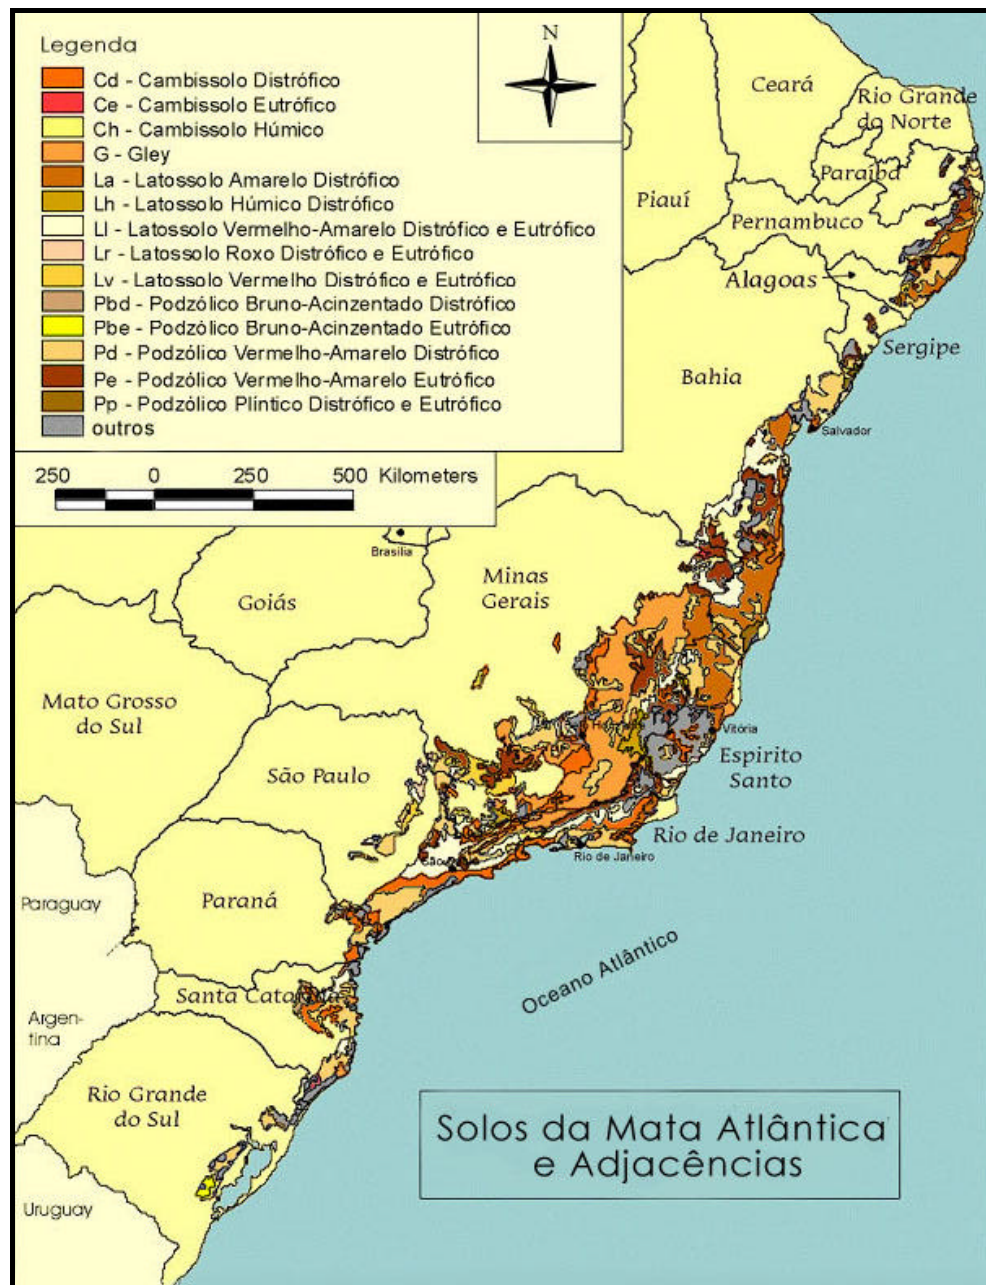 Legenda
Cd - Cambissolo Distrófico
Ce - Cambissolo Eutrófico
Ch - Cambissolo Húmico
G - Gley
La - Latossolo Amarelo Distrófico
Lh - Latossolo Húmico Distrófico
Ll - Latossolo Vermelho-Amarelo Distrófico e Eutrófico
Lr - Latossolo Roxo Distrófico e Eutrófico
Lv - Latossolo Vermelho Distrófico e Eutrófico
Pbd - Podzólico Bruno-Acinzentado Distrófico
Pbe - Podzólico Bruno-Acinzentado Eutrófico
Pd - Podzólico Vermelho-Amarelo Distrófico
Pe - Podzólico Vermelho-Amarelo Eutrófico
Pp - Podzólico Plíntico Distrófico e Eutrófico
outros
250 0 250 500 Kilometers
N
Ceará
Rio Grande
do Norte
Paraíba
Piauí
Pernambuco
Alagoas
Sergipe
Bahia
Salvador
Brasilia
Goiás
Minas
Gerais
Mato Grosso
do Sul
Vitória
Espirito
Santo
São Paulo
Rio de Janeiro
Rio de Janeiro
São
Paraná
Paraguay
Oceano Atlântico
Santa Catarina
Argen-
tina
Rio Grande
do Sul
Uruguay
Solos da Mata Atlântica
e Adjacências